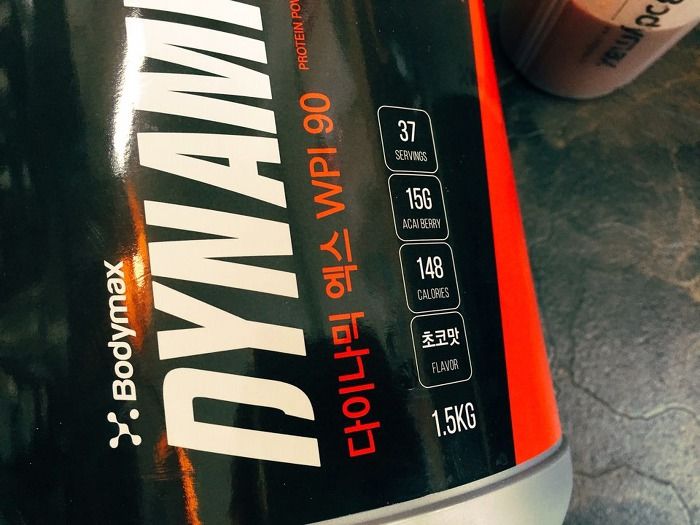 Bodymax
DYNAMI
PROTEIN POW
다이나믹 엑스 WPI 90
37
SERVINGS
15G
ACAI BERRY
148
CALORIES
초코맛
FLAVOR
1.5KG